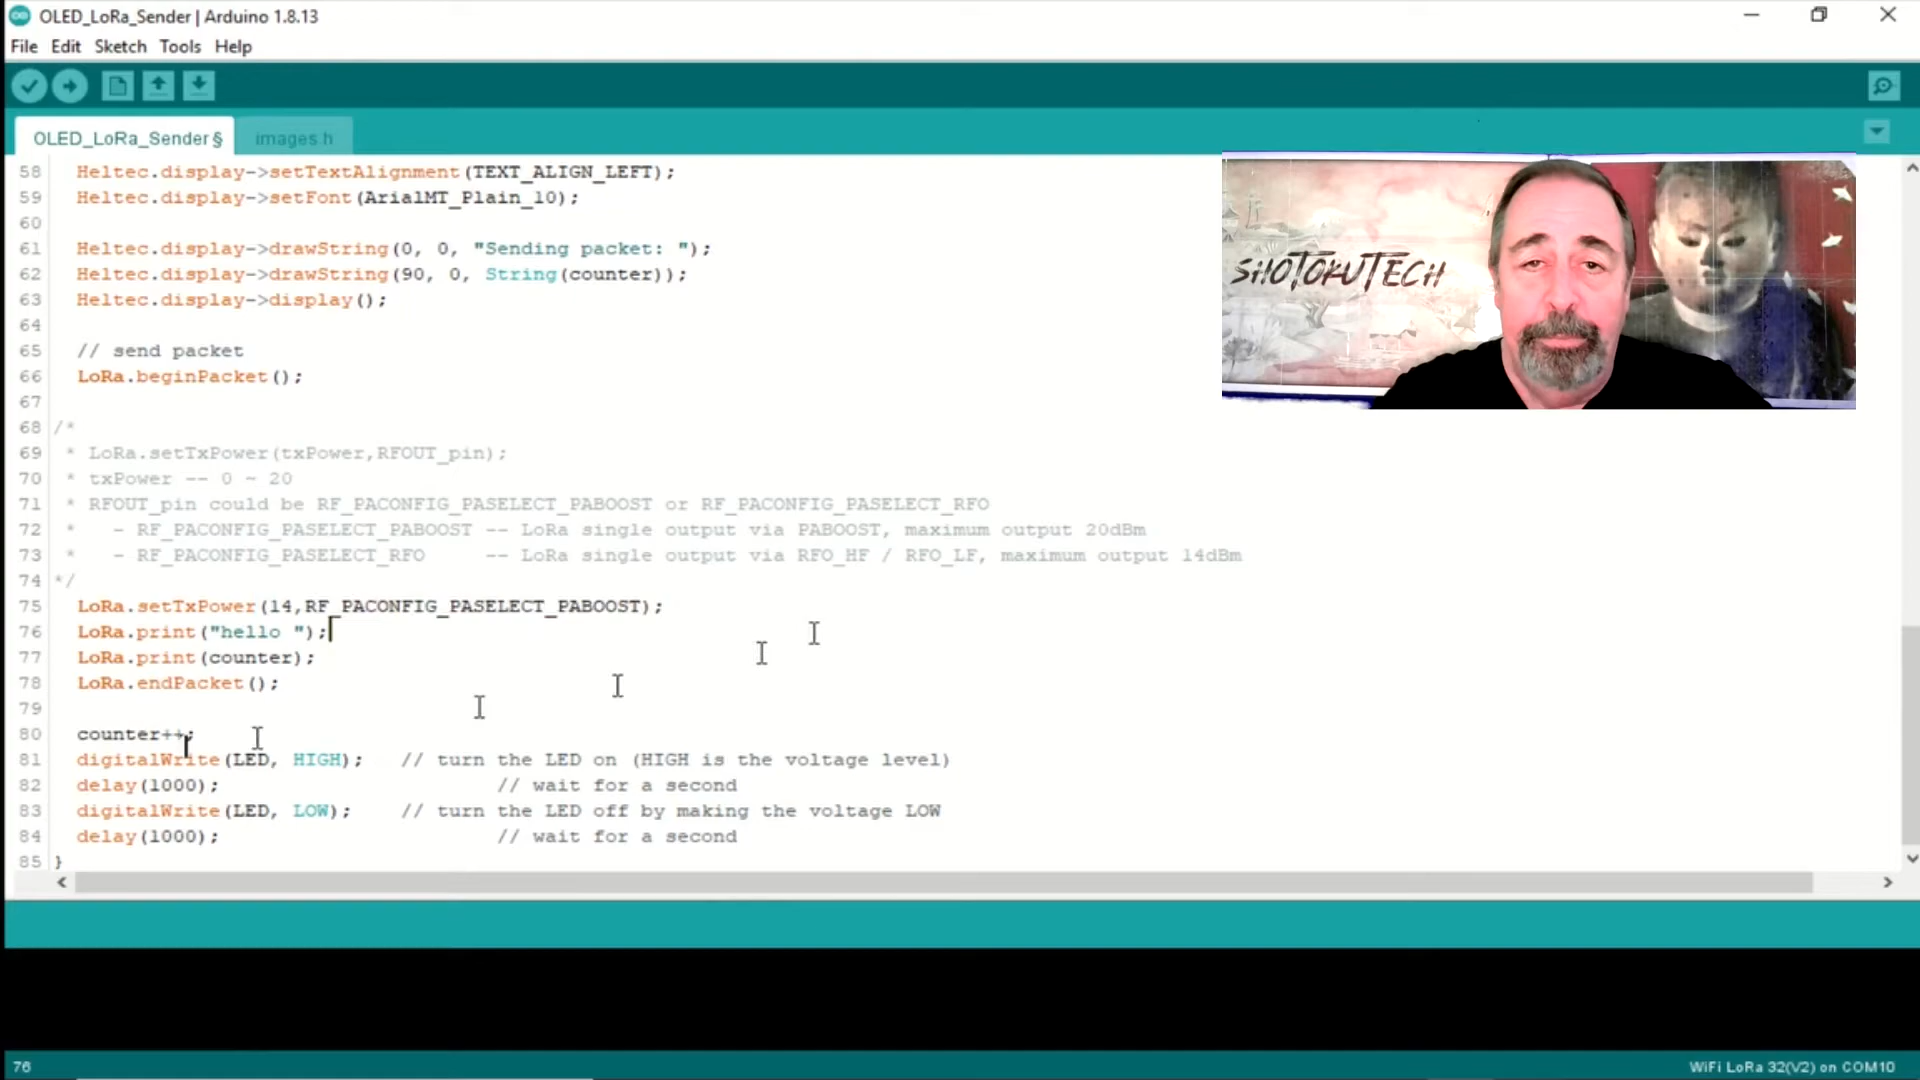 OLED_LoRa_Sender | Arduino 1.8.13
File Edit Sketch Tools Help
OLED_LoRa_Sender § images.h
58 Heltec.display->setTextAlignment(TEXT_ALIGN_LEFT);
59 Heltec.display->setFont(ArialMT_Plain_10);
60
61 Heltec.display->drawString(0, 0, "Sending packet: ");
62 Heltec.display->drawString(90, 0, String(counter));
63 Heltec.display->display();
64
65 // send packet
66 LoRa.beginPacket();
67
68 /*
69 * LoRa.setTxPower(txPower,RFOUT_pin);
70 * txPower -- 0 ~ 20
71 * RFOUT_pin could be RF_PACONFIG_PASELECT_PABOOST or RF_PACONFIG_PASELECT_RFO
72 * - RF_PACONFIG_PASELECT_PABOOST -- LoRa single output via PABOOST, maximum output 20dBm
73 * - RF_PACONFIG_PASELECT_RFO -- LoRa single output via RFO_HF / RFO_LF, maximum output 14dBm
74 */
75 LoRa.setTxPower(14,RF_PACONFIG_PASELECT_PABOOST);
76 LoRa.print("hello ");
77 LoRa.print(counter);
78 LoRa.endPacket();
79
80 counter++;
81 digitalWrite(LED, HIGH); // turn the LED on (HIGH is the voltage level)
82 delay(1000); // wait for a second
83 digitalWrite(LED, LOW); // turn the LED off by making the voltage LOW
84 delay(1000); // wait for a second
85 }
SHOTOKUTECH
76
WiFi LoRa 32(V2) on COM10